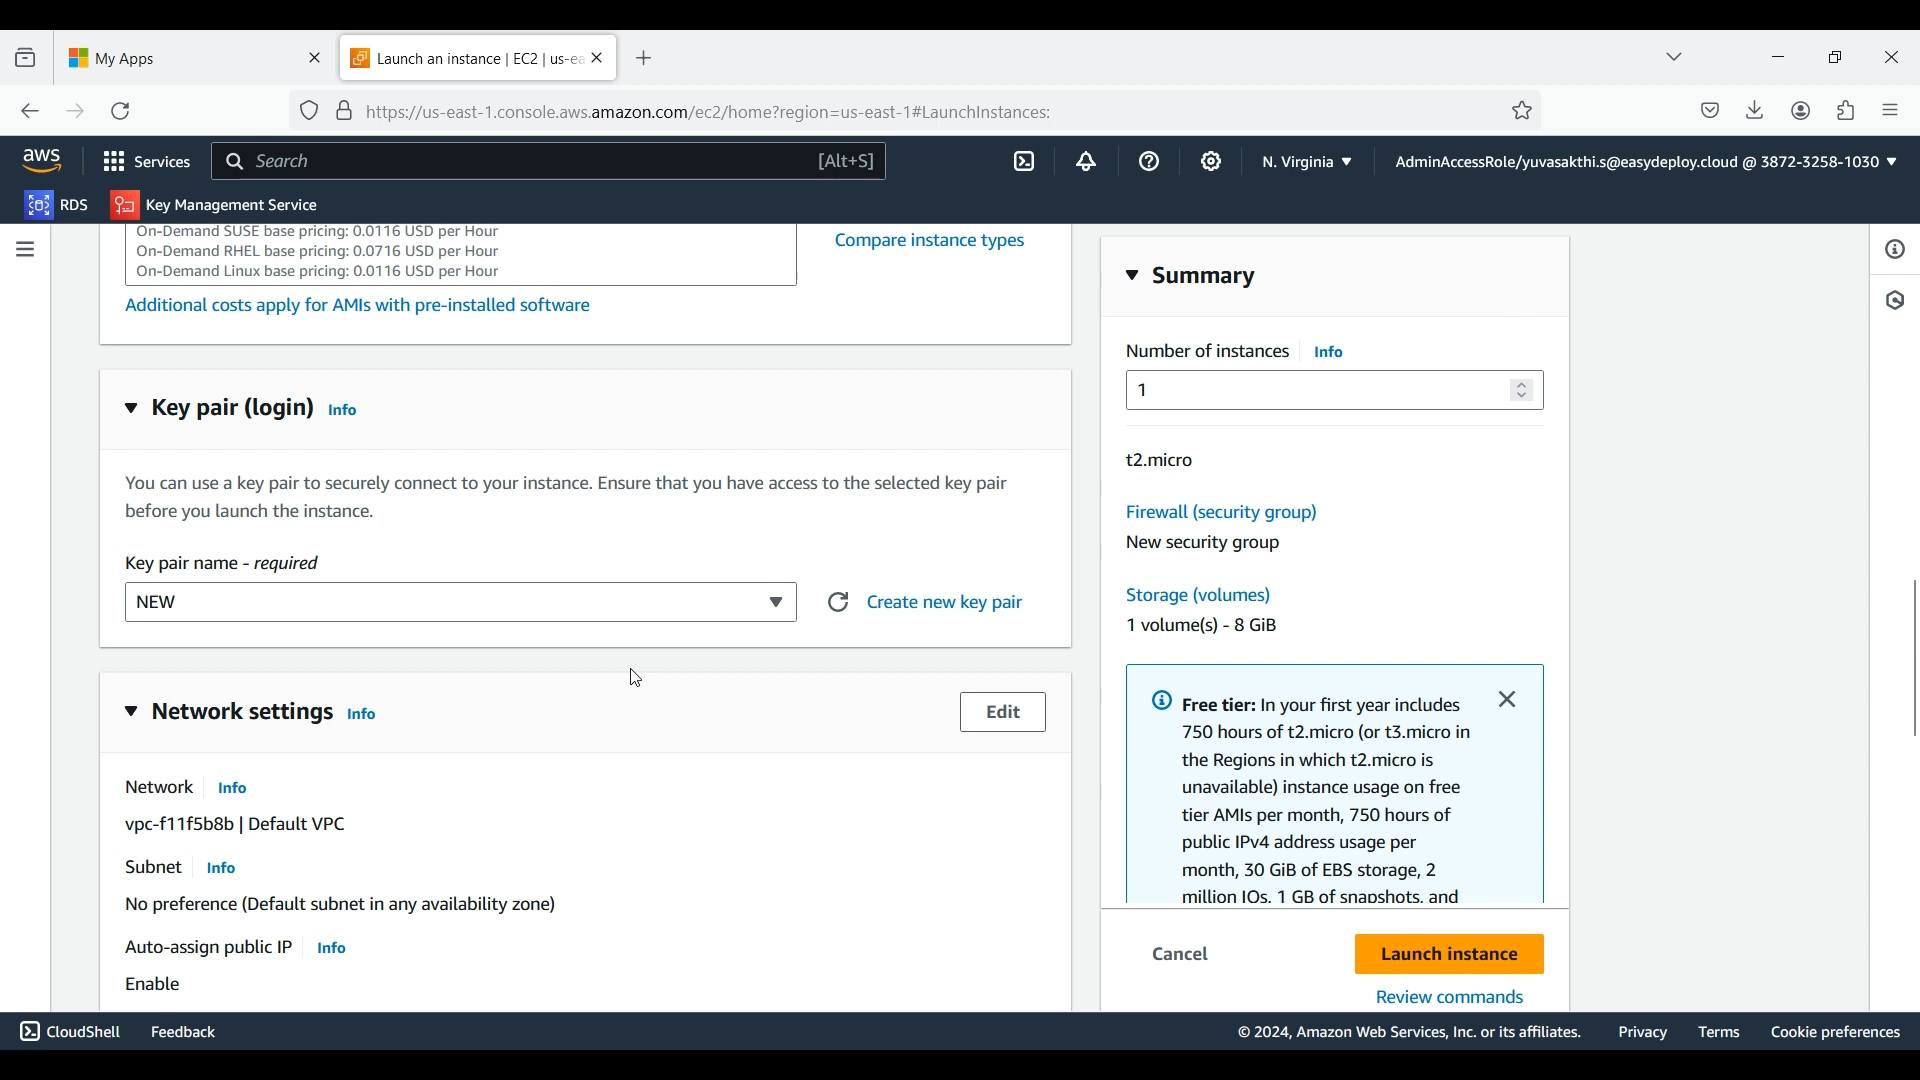 My Apps
Launch an instance | EC2 | us-ea
https://us-east-1.console.aws.amazon.com/ec2/home?region=us-east-1#LaunchInstances:
aws
Services
Search
[Alt+S]
N. Virginia
AdminAccessRole/yuvasakthi.s@easydeploy.cloud @ 3872-3258-1030
RDS
Key Management Service
On-Demand SUSE base pricing: 0.0116 USD per Hour
On-Demand RHEL base pricing: 0.0716 USD per Hour
On-Demand Linux base pricing: 0.0116 USD per Hour
Compare instance types
Additional costs apply for AMIs with pre-installed software
Key pair (login) Info
You can use a key pair to securely connect to your instance. Ensure that you have access to the selected key pair
before you launch the instance.
Key pair name - required
NEW
Create new key pair
Network settings Info
Edit
Network Info
vpc-f11f5b8b | Default VPC
Subnet Info
No preference (Default subnet in any availability zone)
Auto-assign public IP Info
Enable
Summary
Number of instances Info
1
t2.micro
Firewall (security group)
New security group
Storage (volumes)
1 volume(s) - 8 GiB
Free tier: In your first year includes
750 hours of t2.micro (or t3.micro in
the Regions in which t2.micro is
unavailable) instance usage on free
tier AMIs per month, 750 hours of
public IPv4 address usage per
month, 30 GiB of EBS storage, 2
million IOs, 1 GB of snapshots, and
Cancel
Launch instance
Review commands
CloudShell
Feedback
© 2024, Amazon Web Services, Inc. or its affiliates.
Privacy
Terms
Cookie preferences